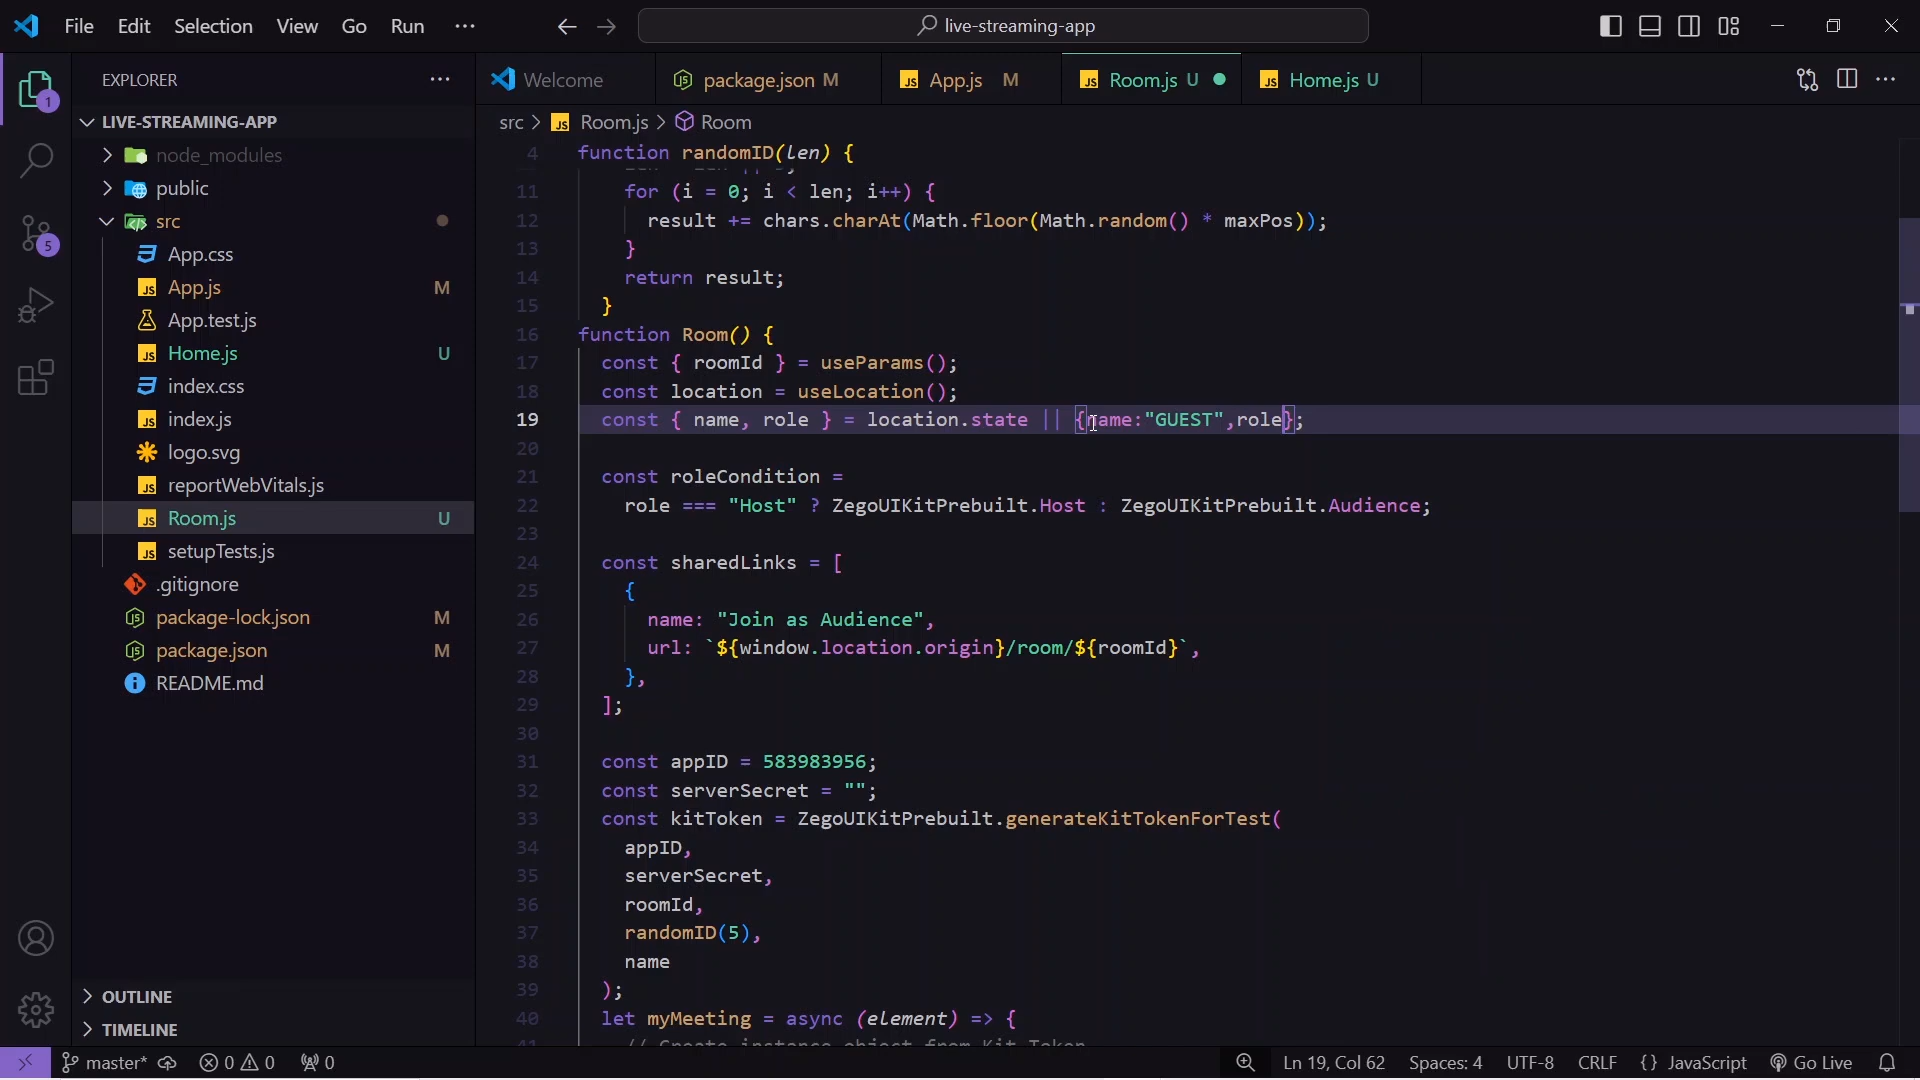 File Edit Selection View Go Run ··· live-streaming-app
EXPLORER ···
Welcome package.json M App.js M Room.js U Home.js U
LIVE-STREAMING-APP
src > Room.js > Room
node_modules
public
src
App.css
App.js M
App.test.js
Home.js U
index.css
index.js
logo.svg
reportWebVitals.js
Room.js U
setupTests.js
.gitignore
package-lock.json M
package.json M
README.md
OUTLINE
TIMELINE
1
5
4 function randomID(len) {
11 for (i = 0; i < len; i++) {
12 result += chars.charAt(Math.floor(Math.random() * maxPos));
13 }
14 return result;
15 }
16 function Room() {
17 const { roomId } = useParams();
18 const location = useLocation();
19 const { name, role } = location.state || {name:"GUEST",role};
20
21 const roleCondition =
22 role === "Host" ? ZegoUIKitPrebuilt.Host : ZegoUIKitPrebuilt.Audience;
23
24 const sharedLinks = [
25 {
26 name: "Join as Audience",
27 url: `${window.location.origin}/room/${roomId}`,
28 },
29 ];
30
31 const appID = 583983956;
32 const serverSecret = "";
33 const kitToken = ZegoUIKitPrebuilt.generateKitTokenForTest(
34 appID,
35 serverSecret,
36 roomId,
37 randomID(5),
38 name
39 );
40 let myMeeting = async (element) => {
41 // Create instance object from Kit Token
master* 0 0 0 Ln 19, Col 62 Spaces: 4 UTF-8 CRLF {} JavaScript Go Live